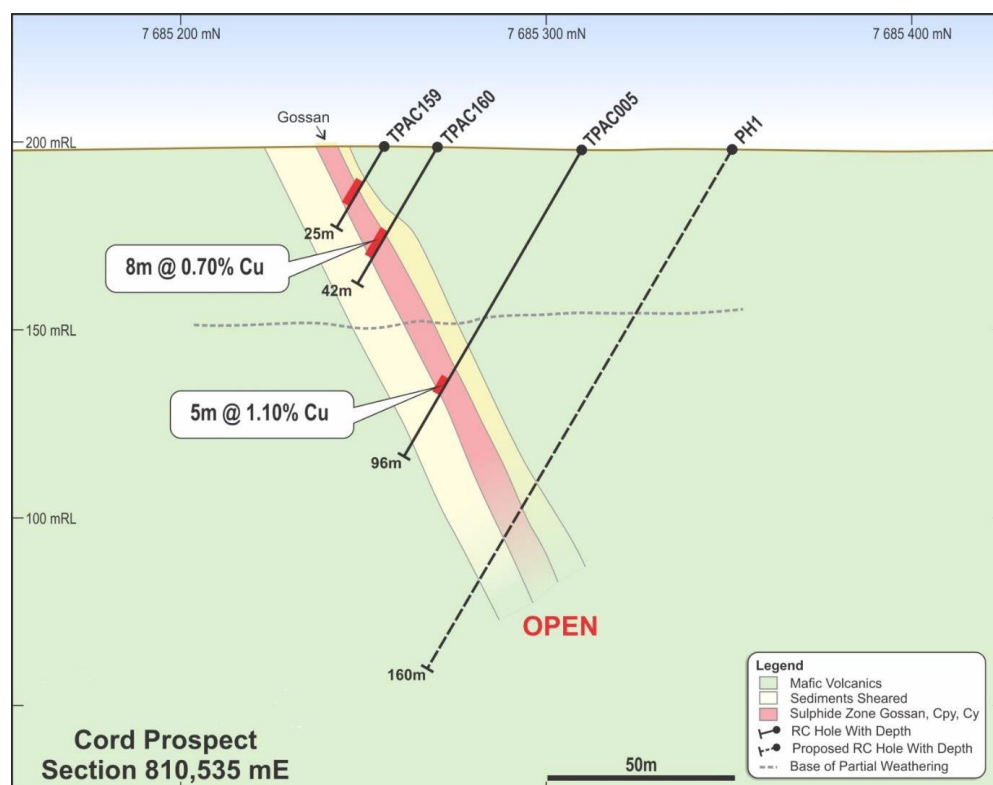 7 685 200 mN
7 685 300 mN
7 685 400 mN
200 mRL
Gossan
TPAC159
TPAC160
TPAC005
PH1
25m
8m @ 0.70% Cu
42m
150 mRL
5m @ 1.10% Cu
96m
100 mRL
OPEN
160m
Cord Prospect
Section 810,535 mE
50m
Legend
Mafic Volcanics
Sediments Sheared
Sulphide Zone Gossan, Cpy, Cy
RC Hole With Depth
Proposed RC Hole With Depth
Base of Partial Weathering